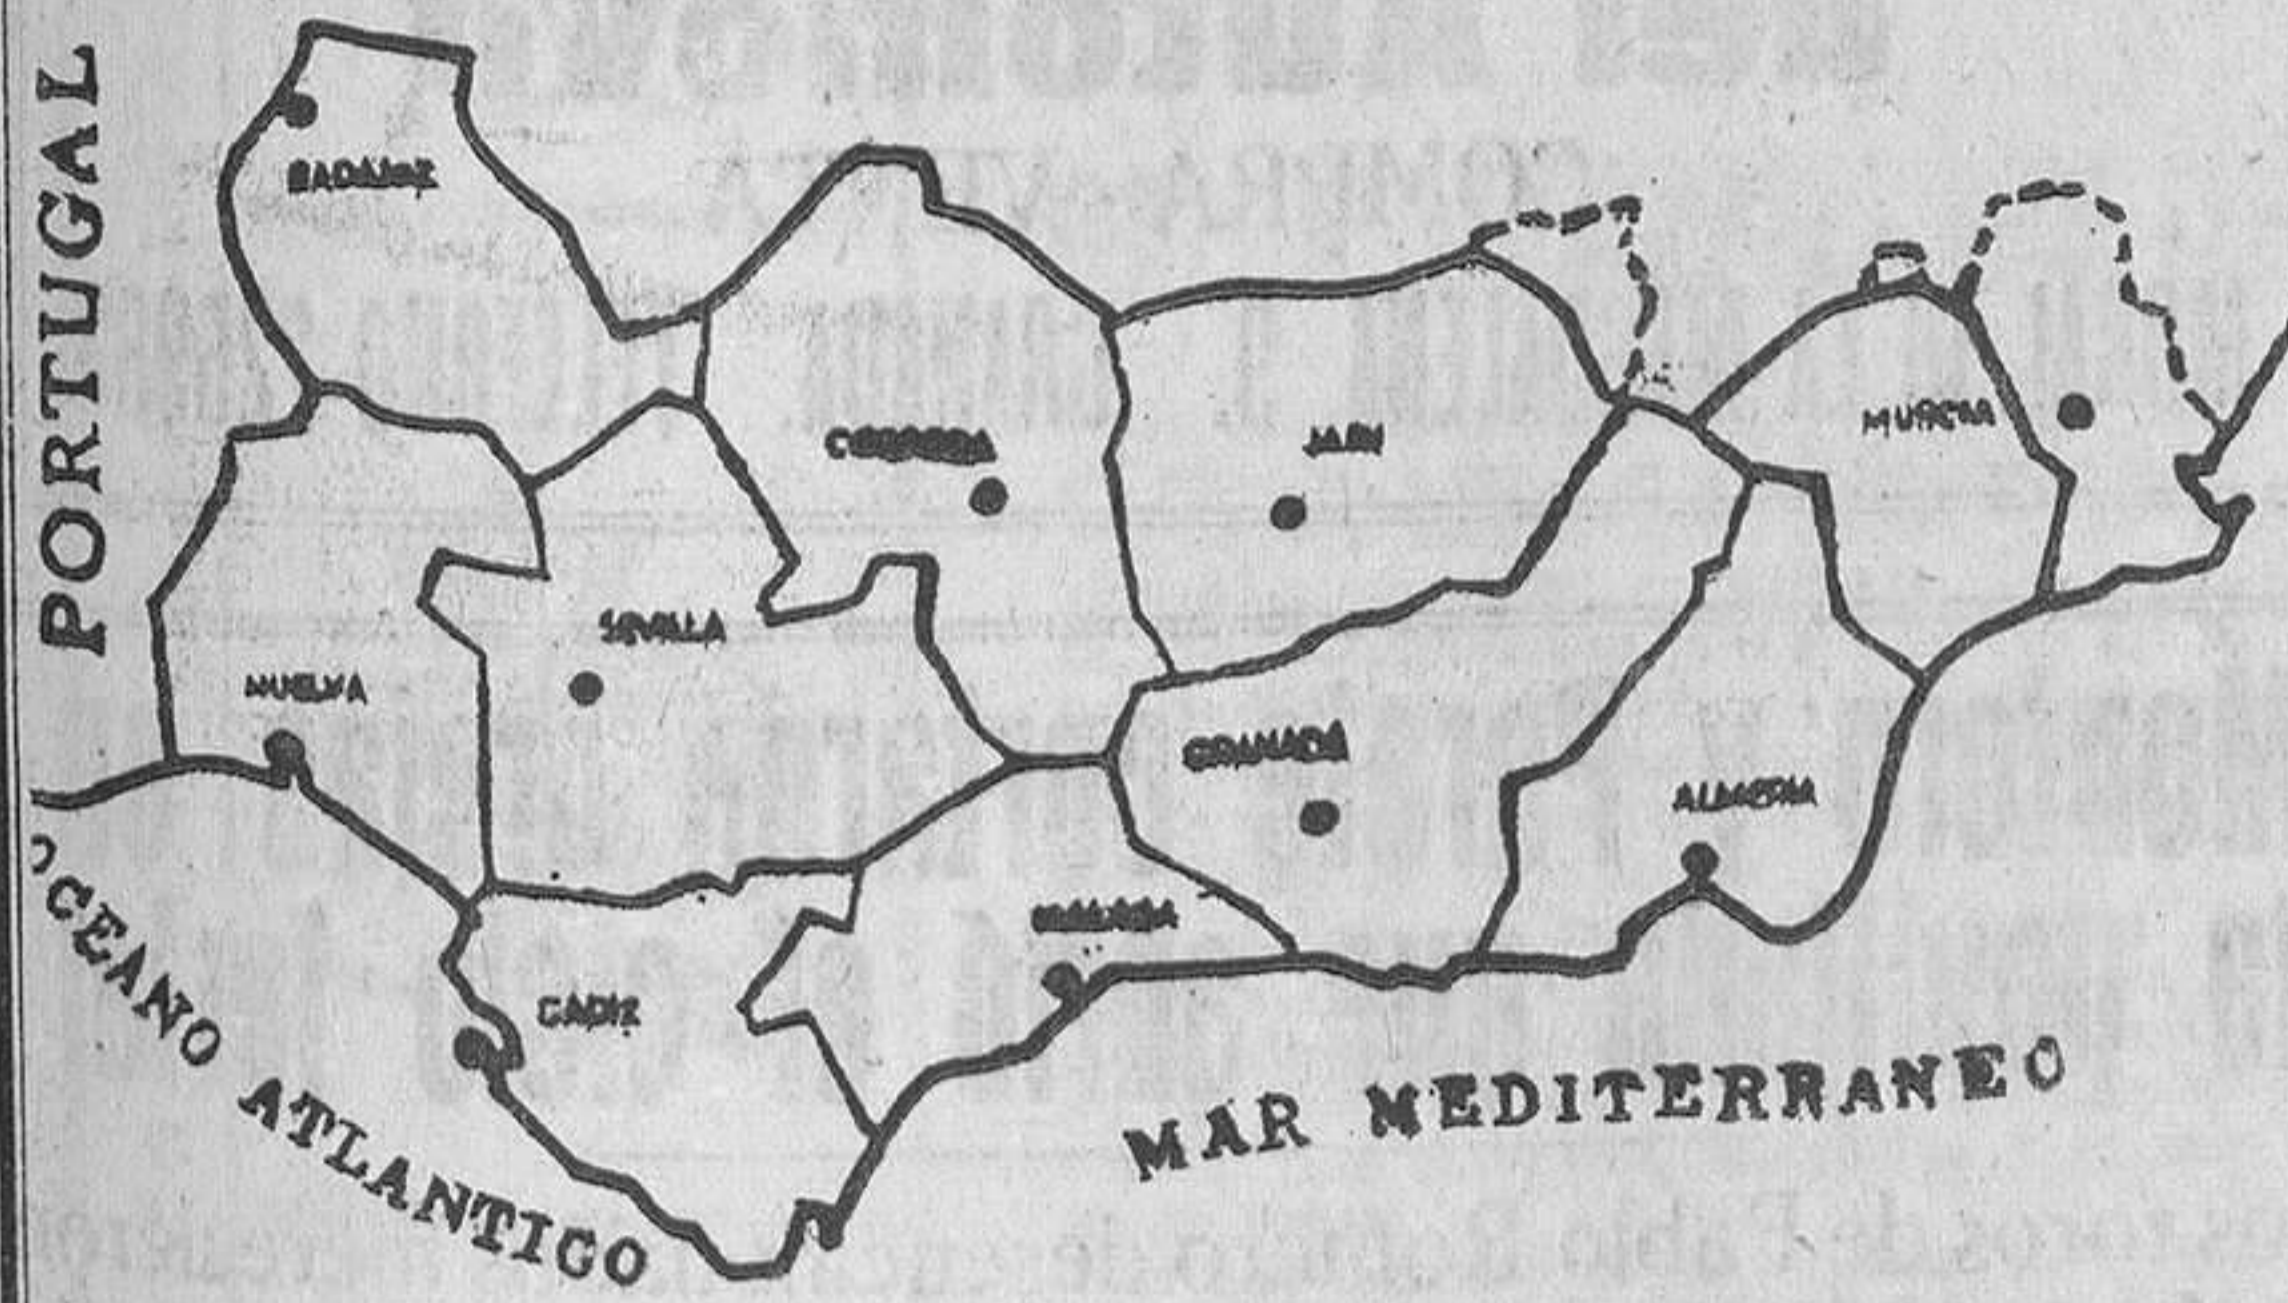 PORTUGAL
BADAJOZ
CORDOBA
JAEN
MURCIA
SEVILLA
HUELVA
GRANADA
ALMERIA
MALAGA
CADIZ
OCEANO ATLANTICO
MAR MEDITERRANEO